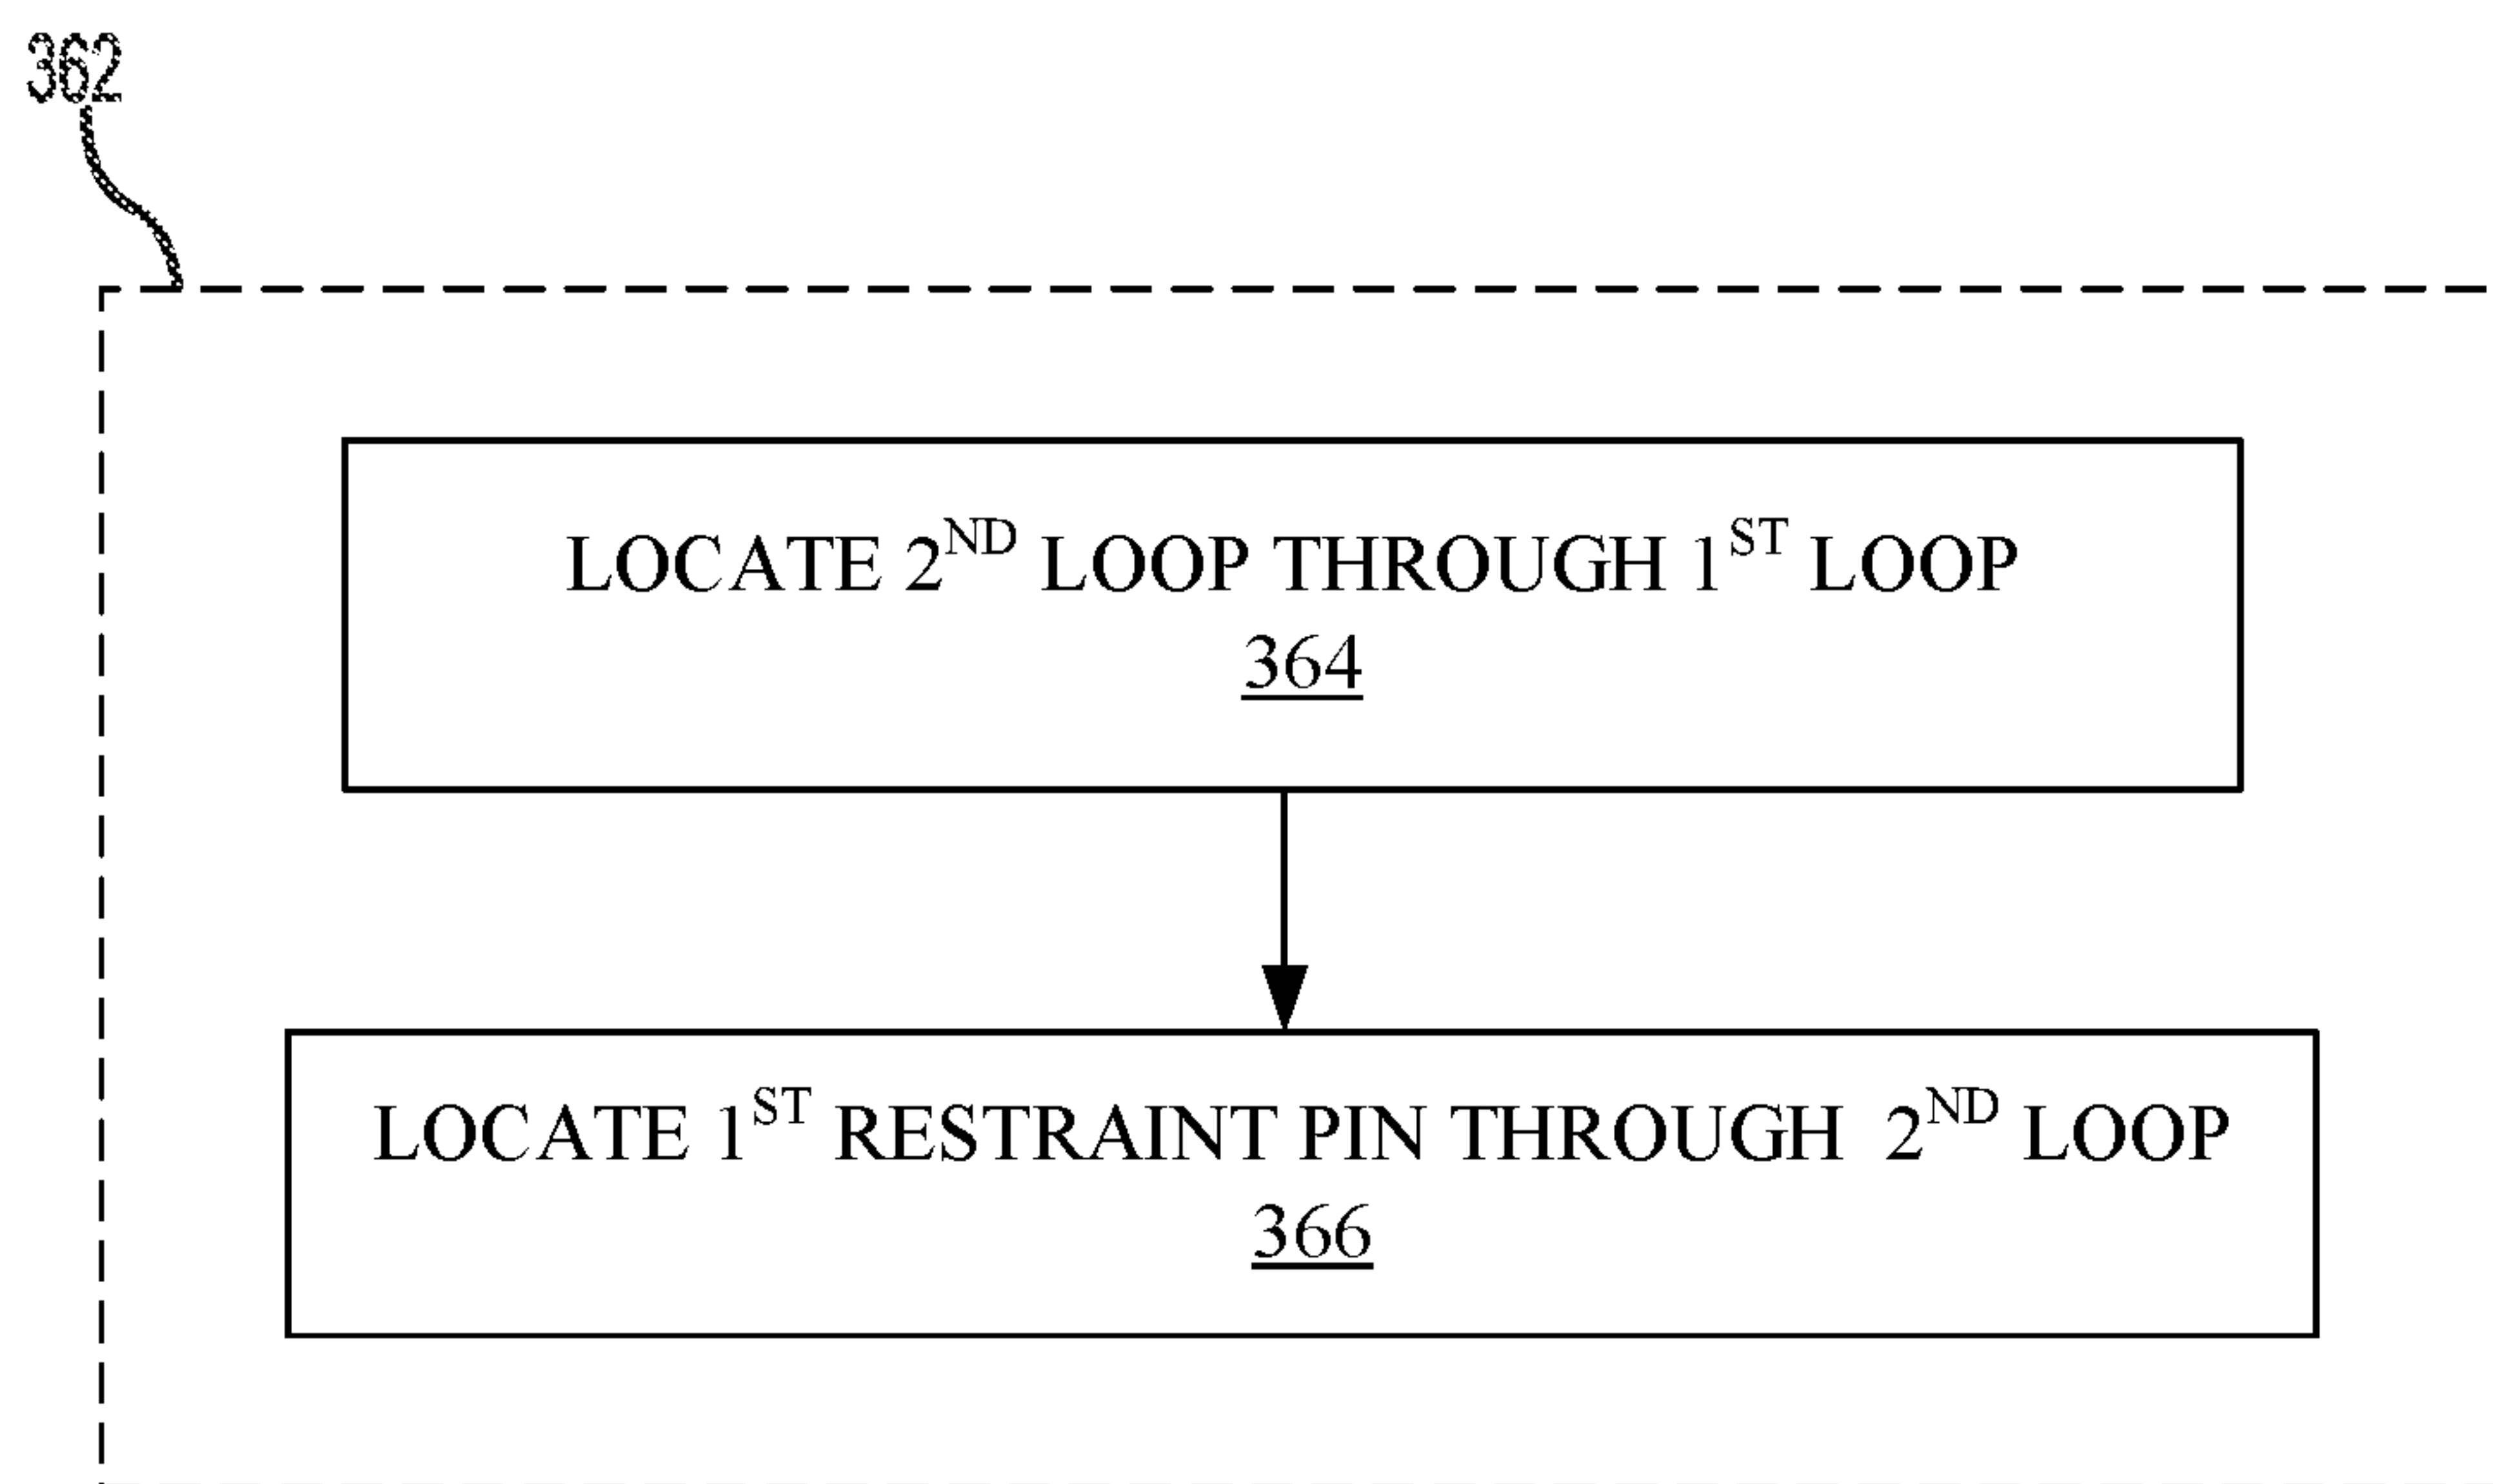 362
LOCATE 2ND LOOP THROUGH 1ST LOOP
364
LOCATE 1ST RESTRAINT PIN THROUGH 2ND LOOP
366